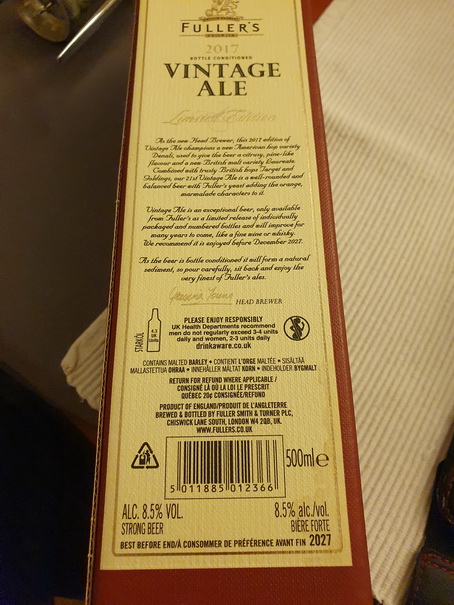 FULLER'S
2017
BOTTLE CONDITIONED
VINTAGE
ALE
Limited Edition
As the new Head Brewer, this 2017 edition of
Vintage Ale champions a new American hop variety
Denali, used to give the beer a citrusy, pine-like
flavour and a new British malt variety Laureate.
Combined with trusty British hops Target and
Goldings, our 21st Vintage Ale is a well-rounded and
balanced beer with Fuller's yeast adding the orange,
marmalade characters to it.
Vintage Ale is an exceptional beer, only available
from Fuller's as a limited release of individually
packaged and numbered bottles and will improve for
many years to come, like a fine wine or whisky.
We recommend it is enjoyed before December 2027.
As the beer is bottle conditioned it will form a natural
sediment, so pour carefully, sit back and enjoy the
very finest of Fuller's ales.
Georgina Young HEAD BREWER
STARKÖL
4.3
UK
Units
PLEASE ENJOY RESPONSIBLY
UK Health Departments recommend
men do not regularly exceed 3-4 units
daily and women, 2-3 units daily
drinkaware.co.uk
CONTAINS MALTED BARLEY • CONTIENT L'ORGE MALTÉE • SISÄLTÄÄ
MALLASTETTUA OHRAA • INNEHÅLLER MÄLTAT KORN • INDEHOLDER BYGMALT
RETURN FOR REFUND WHERE APPLICABLE/
CONSIGNÉ LÀ OÙ LA LOI LE PRESCRIT
QUÉBEC 20¢ CONSIGNÉE/REFUND
PRODUCT OF ENGLAND/PRODUIT DE L'ANGLETERRE
BREWED & BOTTLED BY FULLER SMITH & TURNER PLC,
CHISWICK LANE SOUTH, LONDON W4 2QB, UK.
WWW.FULLERS.CO.UK
500ml e
5 011885 012366
ALC. 8.5% VOL.
STRONG BEER
8.5% alc./vol.
BIÈRE FORTE
BEST BEFORE END/À CONSOMMER DE PRÉFÉRENCE AVANT FIN 2027